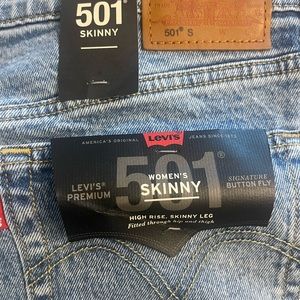 501®
SKINNY
501® S
AMERICA'S ORIGINAL
Levi's
JEANS SINCE 1873
501®
LEVI'S®
PREMIUM
WOMEN'S
SKINNY
SIGNATURE
BUTTON FLY
HIGH RISE, SKINNY LEG
Fitted through hip and thigh